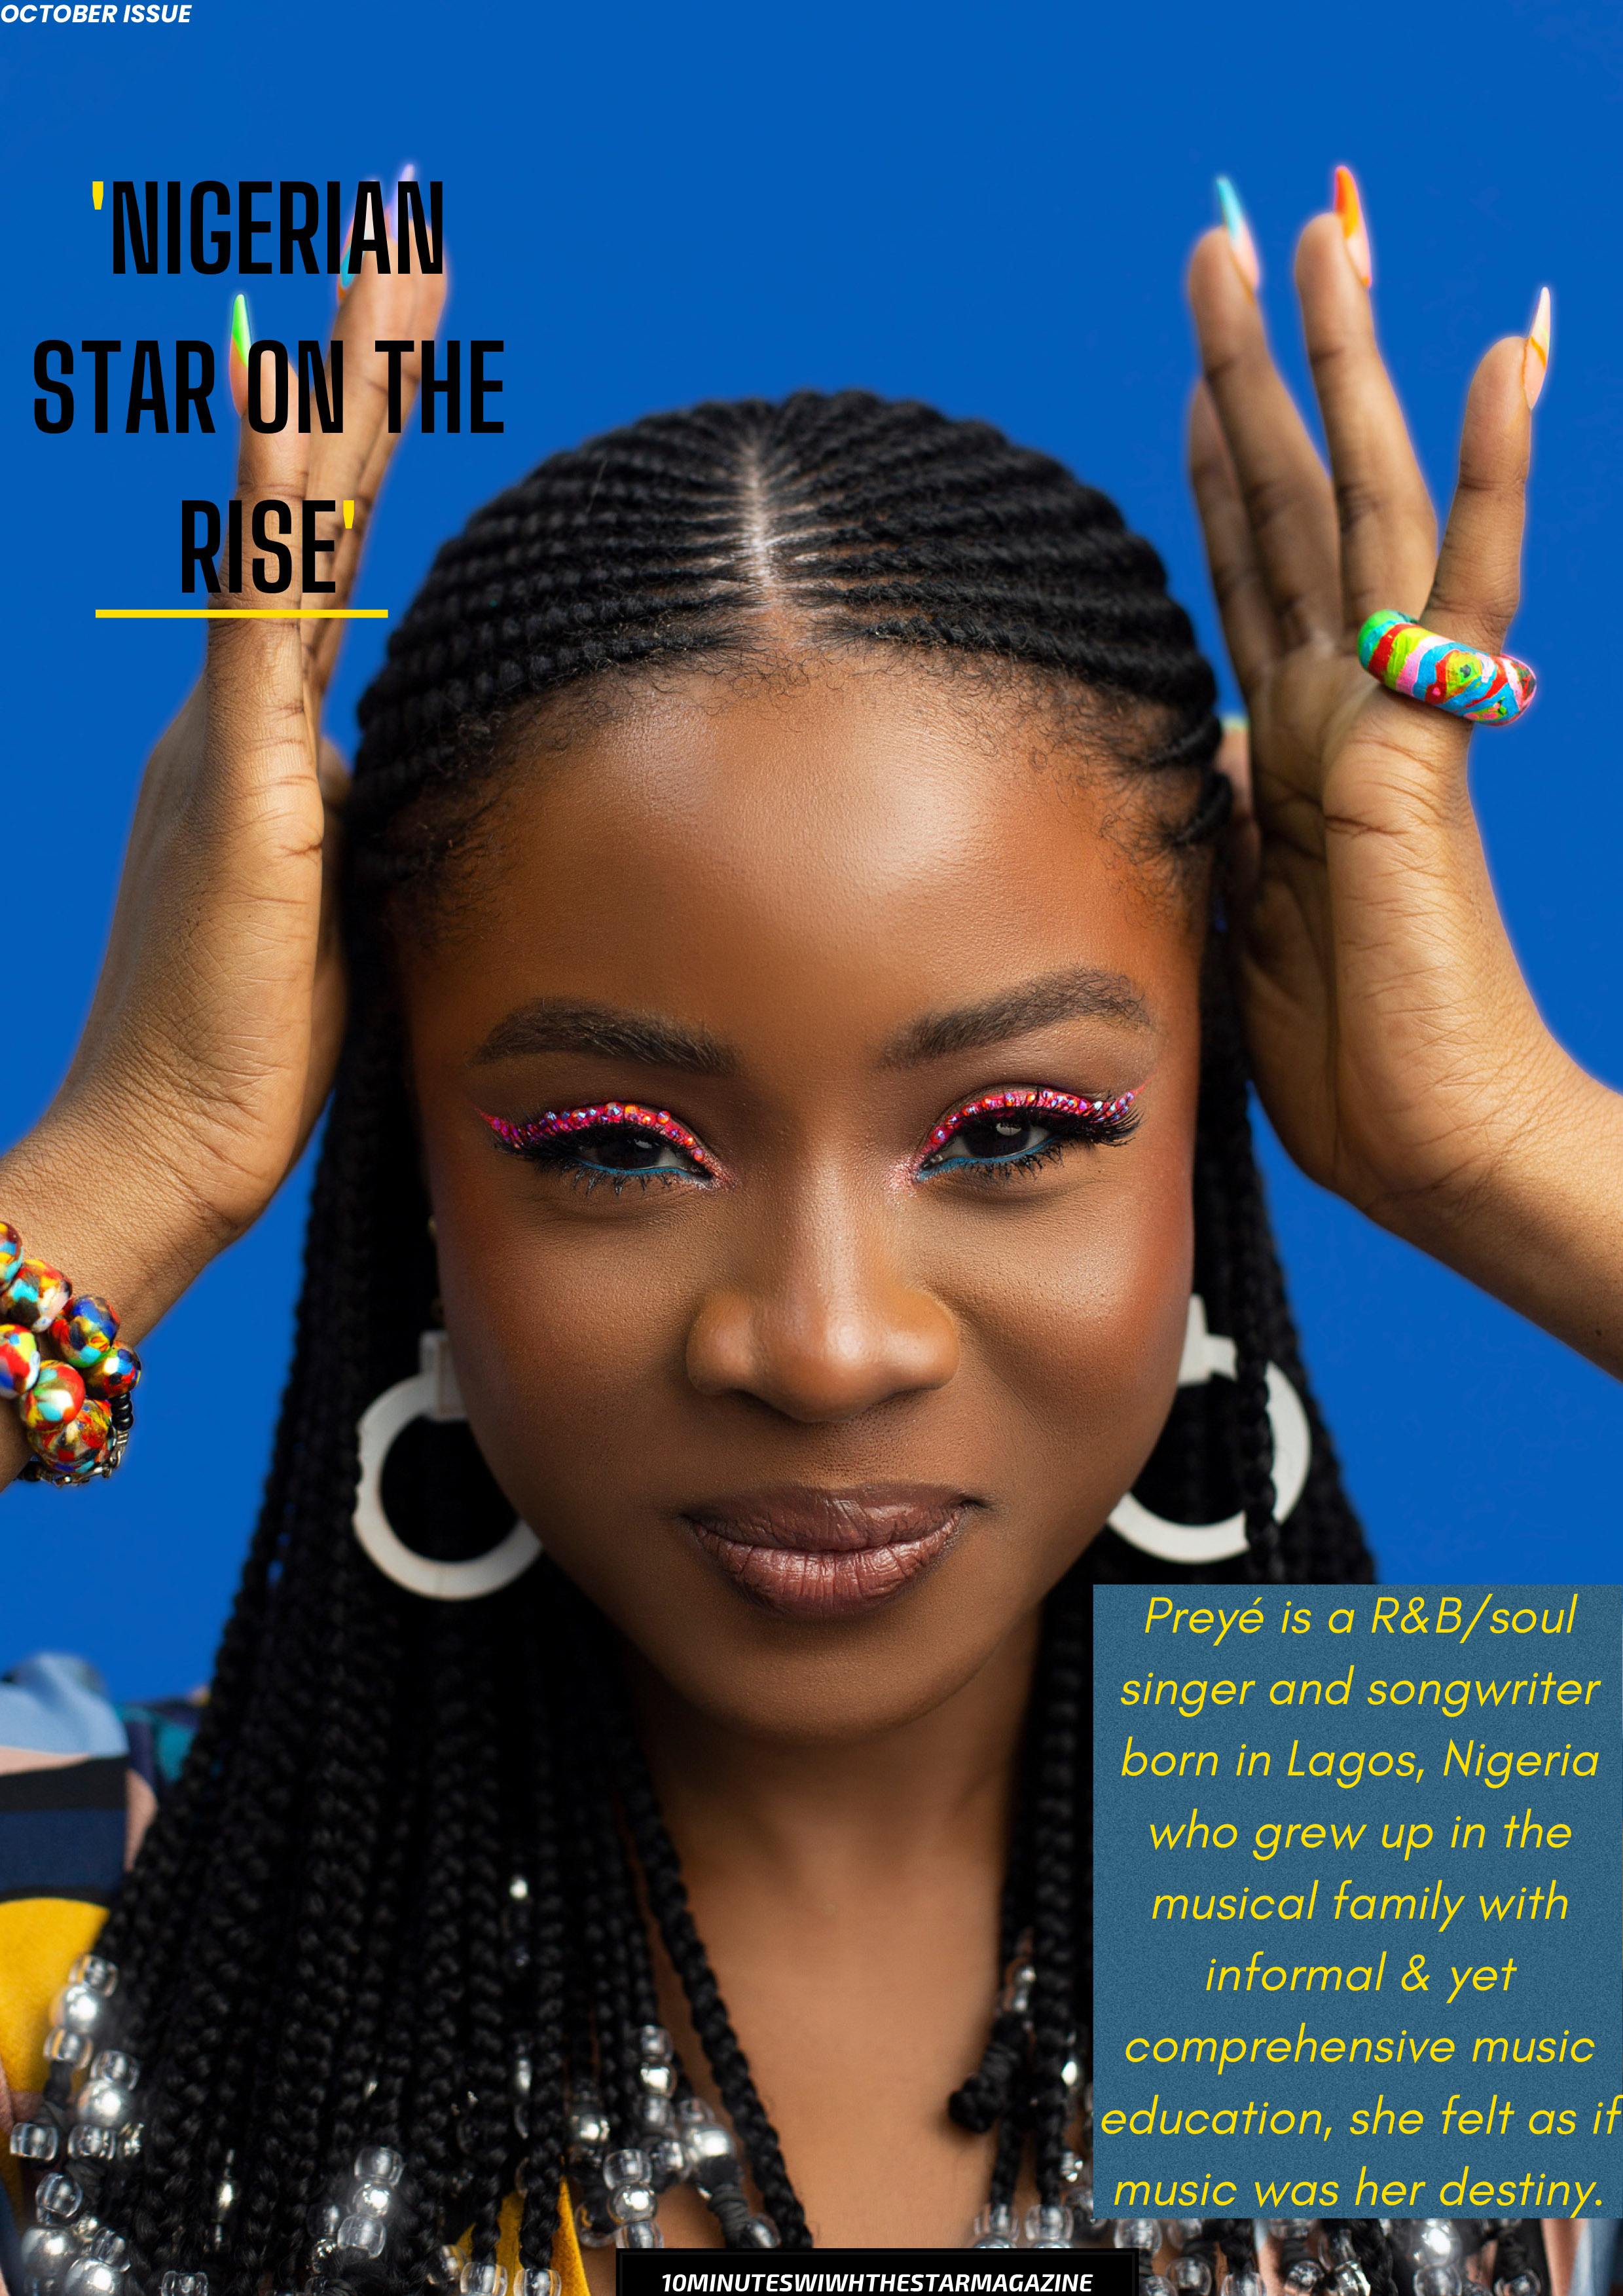 OCTOBER ISSUE
'NIGERIAN
STAR ON THE
RISE'
Preyé is a R&B/soul
singer and songwriter
born in Lagos, Nigeria
who grew up in the
musical family with
informal & yet
comprehensive music
education, she felt as if
music was her destiny.
10MINUTESWIWHTHESTARMAGAZINE